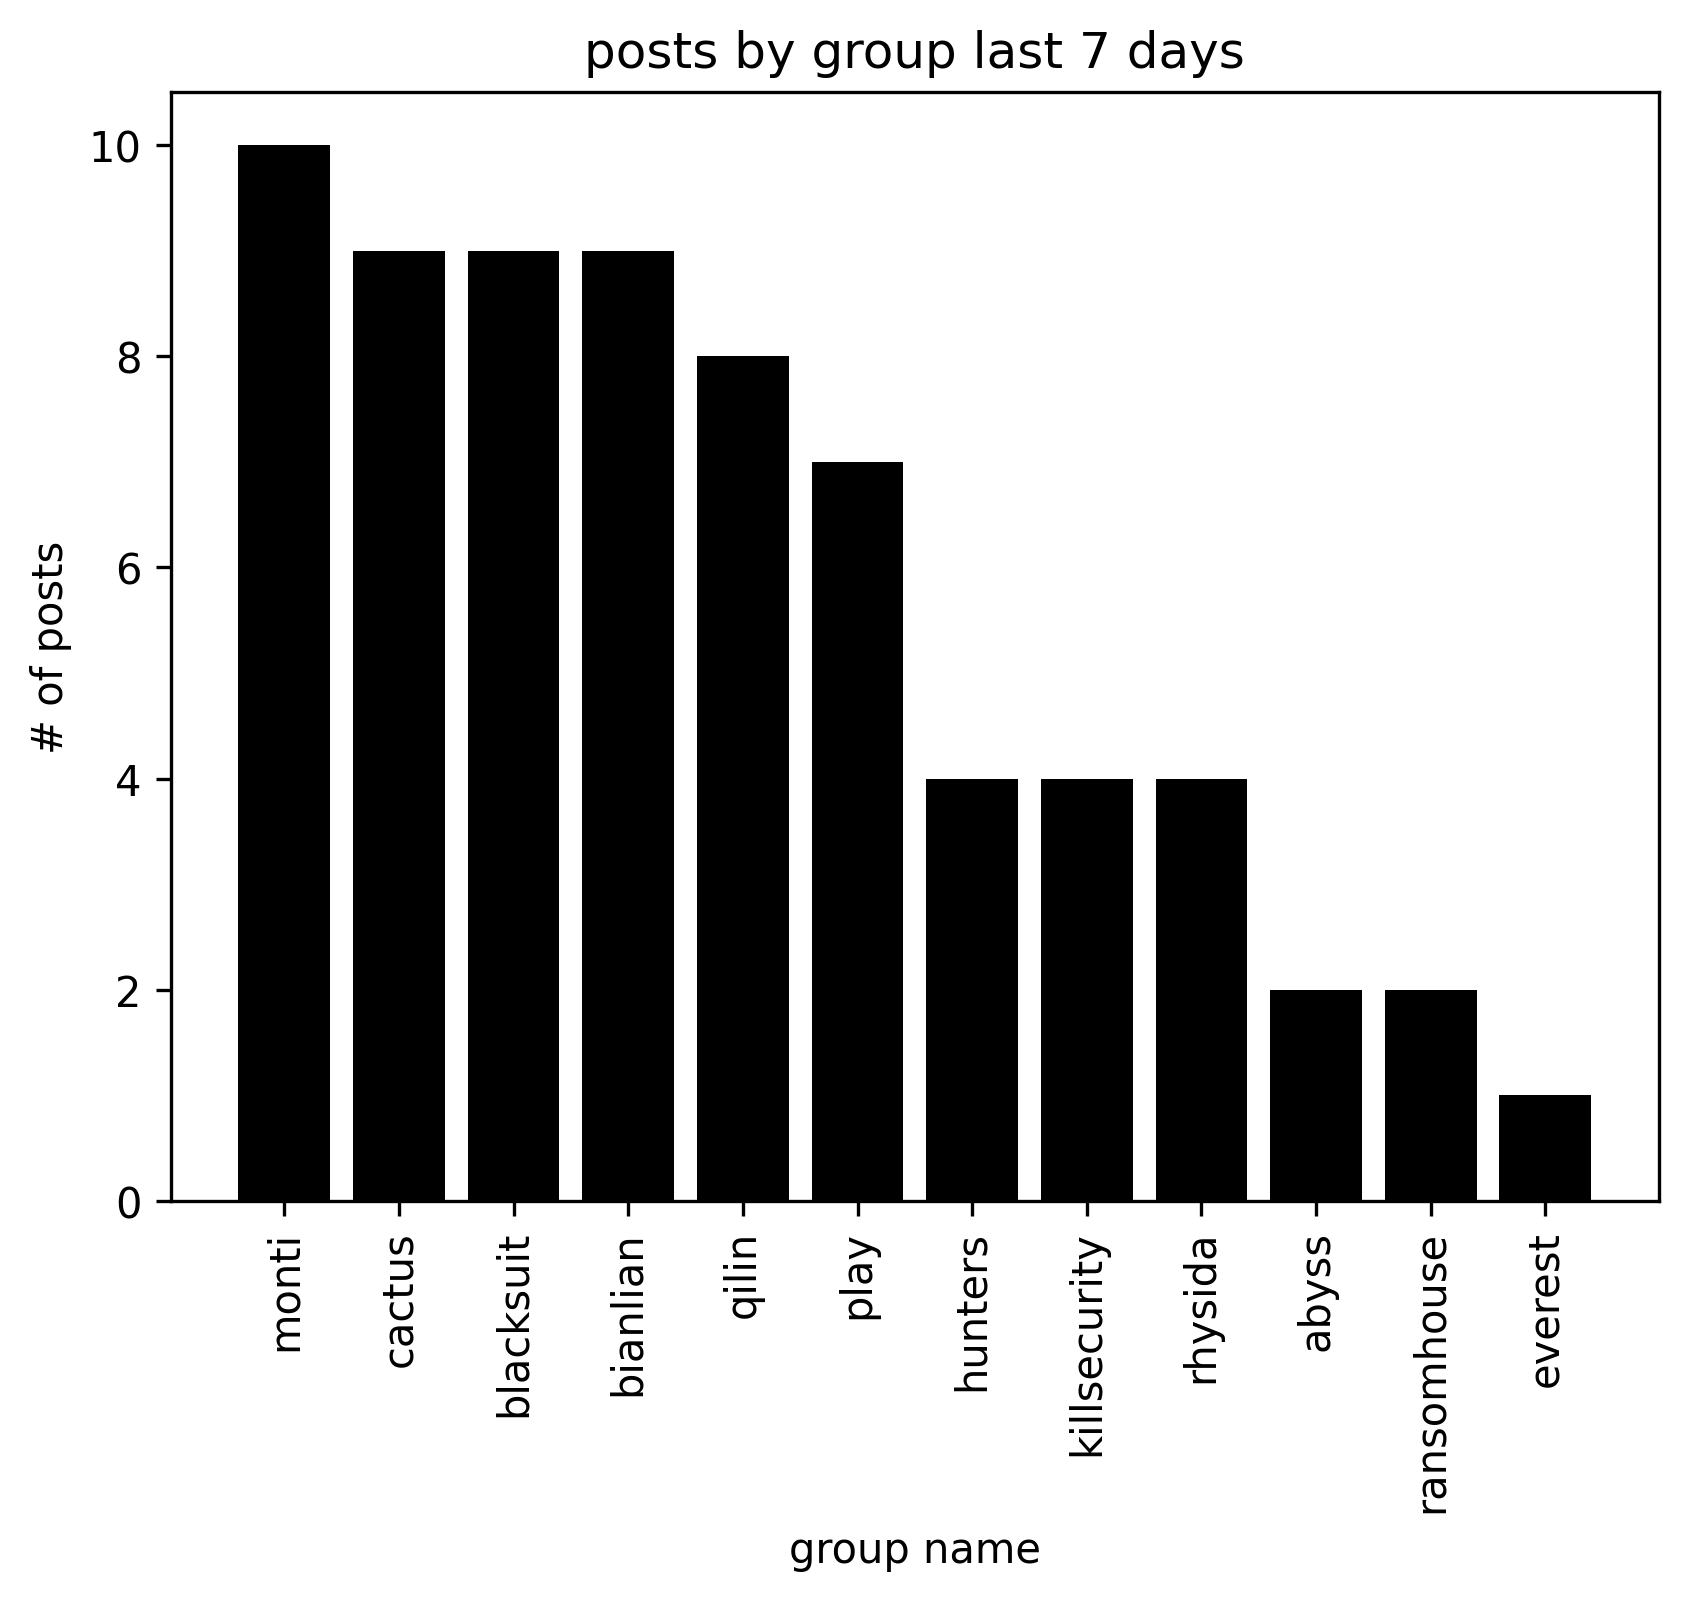 posts by group last 7 days
# of posts
10
8
6
4
2
0
monti
cactus
blacksuit
bianlian
qilin
play
hunters
killsecurity
rhysida
abyss
ransomhouse
everest
group name